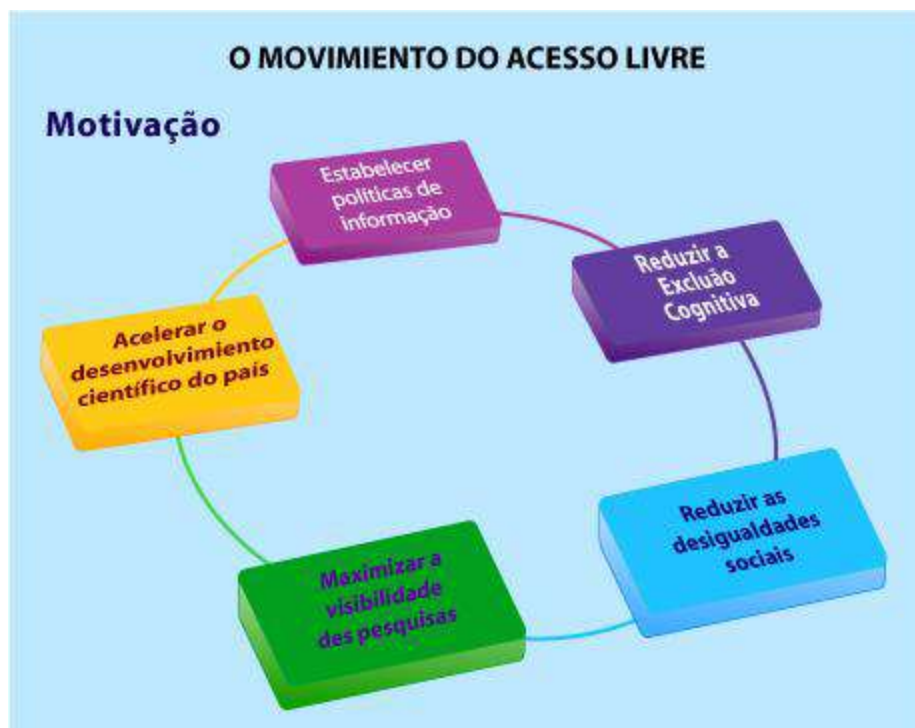 O MOVIMIENTO DO ACESSO LIVRE
Motivação
Estabelecer
políticas de
informação
Reduzir a
Excluão
Cognitiva
Acelerar o
desenvolvimiento
científico do país
Reduzir as
desigualdades
sociais
Maximizar a
visibilidade
des pesquisas